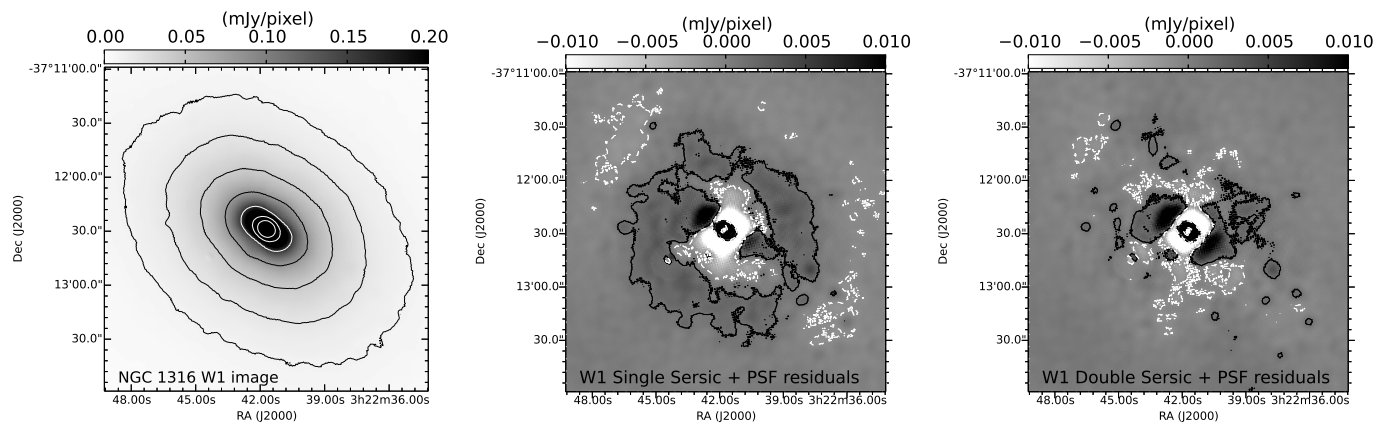 (mJy/pixel)
0.00 0.05 0.10 0.15 0.20
-37°11'00.0"
30.0"
12'00.0"
30.0"
13'00.0"
30.0"
Dec (J2000)
NGC 1316 W1 image
48.00s 45.00s 42.00s 39.00s 3h22m36.00s
RA (J2000)
(mJy/pixel)
−0.010 −0.005 0.000 0.005 0.010
-37°11'00.0"
30.0"
12'00.0"
30.0"
13'00.0"
30.0"
Dec (J2000)
W1 Single Sersic + PSF residuals
48.00s 45.00s 42.00s 39.00s 3h22m36.00s
RA (J2000)
(mJy/pixel)
−0.010 −0.005 0.000 0.005 0.010
-37°11'00.0"
30.0"
12'00.0"
30.0"
13'00.0"
30.0"
Dec (J2000)
W1 Double Sersic + PSF residuals
48.00s 45.00s 42.00s 39.00s 3h22m36.00s
RA (J2000)